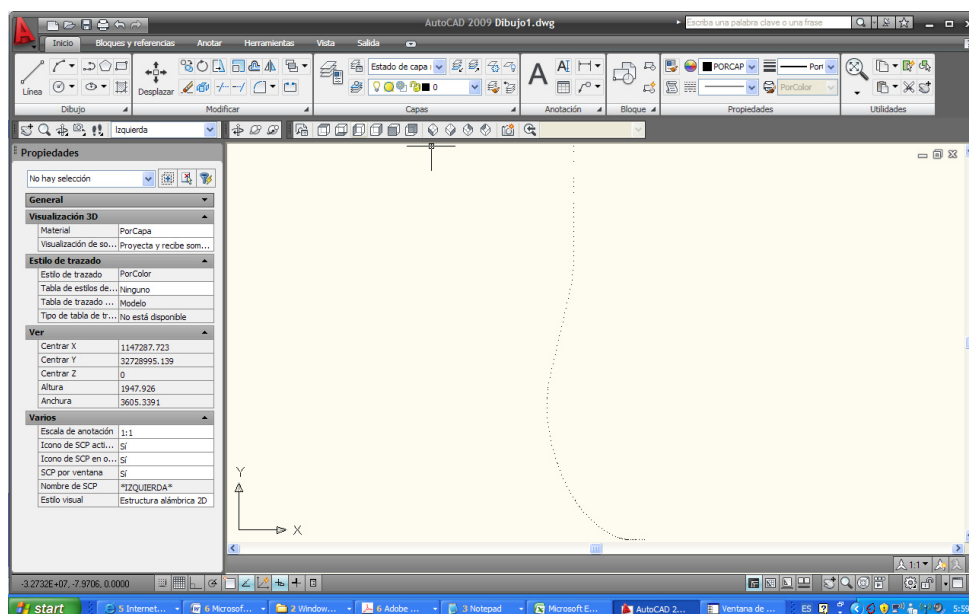 AutoCAD 2009 Dibujo1.dwg
Escriba una palabra clave o una frase
Inicio Bloques y referencias Anotar Herramientas Vista Salida
Línea
Desplazar
Estado de capa
0
PORCAP
Port
PorColor
Dibujo Modificar Capas Anotación Bloque Propiedades Utilidades
Izquierda
Propiedades
No hay selección
General
Visualización 3D
Material PorCapa
Visualización de so... Proyecta y recibe som...
Estilo de trazado
Estilo de trazado PorColor
Tabla de estilos de... Ninguno
Tabla de trazado ... Modelo
Tipo de tabla de tr... No está disponible
Ver
Centrar X 1147287.723
Centrar Y 32728995.139
Centrar Z 0
Altura 1947.926
Anchura 3605.3391
Varios
Escala de anotación 1:1
Icono de SCP acti... Sí
Icono de SCP en o... Sí
SCP por ventana Sí
Nombre de SCP *IZQUIERDA*
Estilo visual Estructura alámbrica 2D
Y
X
1:1
-3.2732E+07, -7.9706, 0.0000
start 5 Internet... 6 Microsof... 2 Window... 6 Adobe ... 3 Notepad Microsoft E... AutoCAD 2... Ventana de ... ES